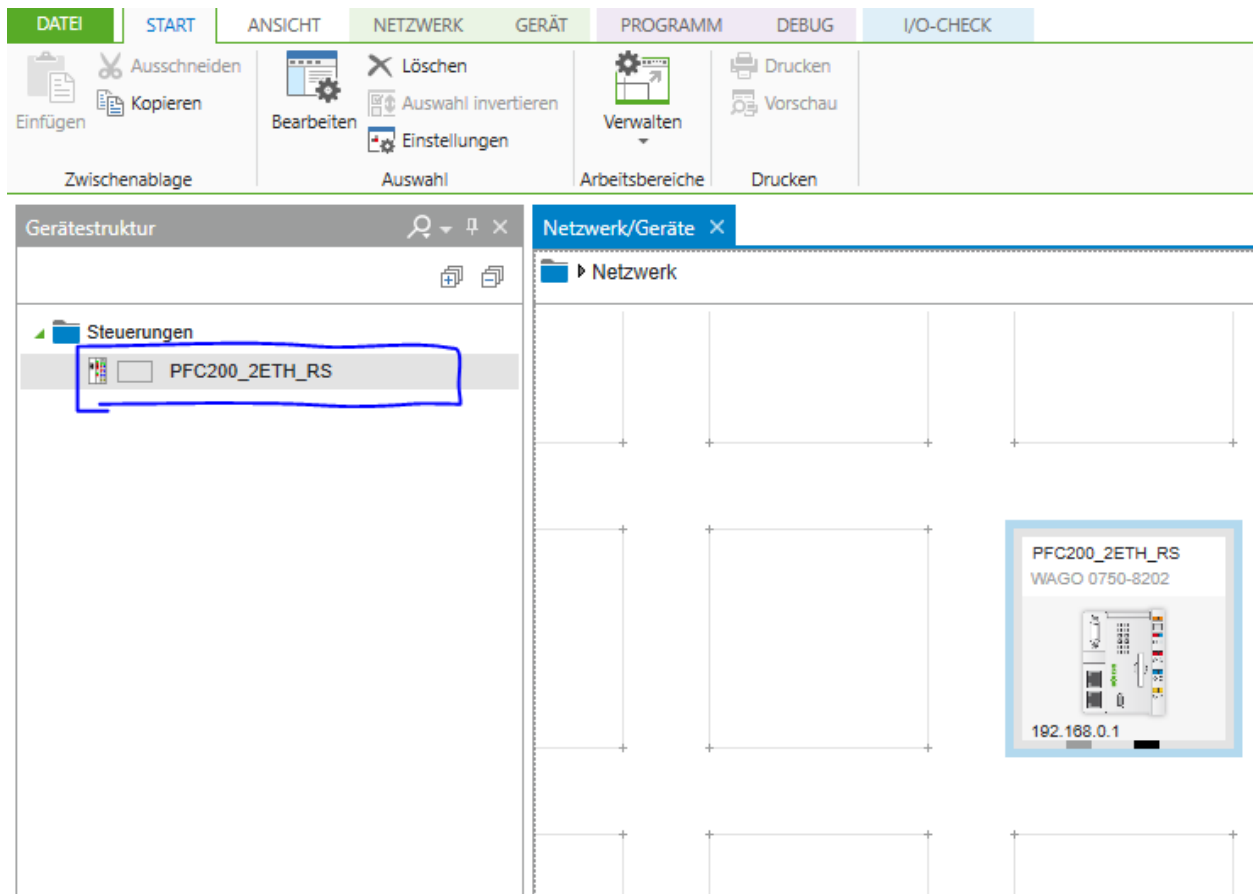 DATEI START ANSICHT NETZWERK GERÄT PROGRAMM DEBUG I/O-CHECK
Einfügen
Ausschneiden
Kopieren
Zwischenablage
Bearbeiten
Löschen
Auswahl invertieren
Einstellungen
Auswahl
Verwalten
Arbeitsbereiche
Drucken
Vorschau
Drucken
Gerätestruktur
Steuerungen
PFC200_2ETH_RS
Netzwerk/Geräte
Netzwerk
PFC200_2ETH_RS
WAGO 0750-8202
192.168.0.1